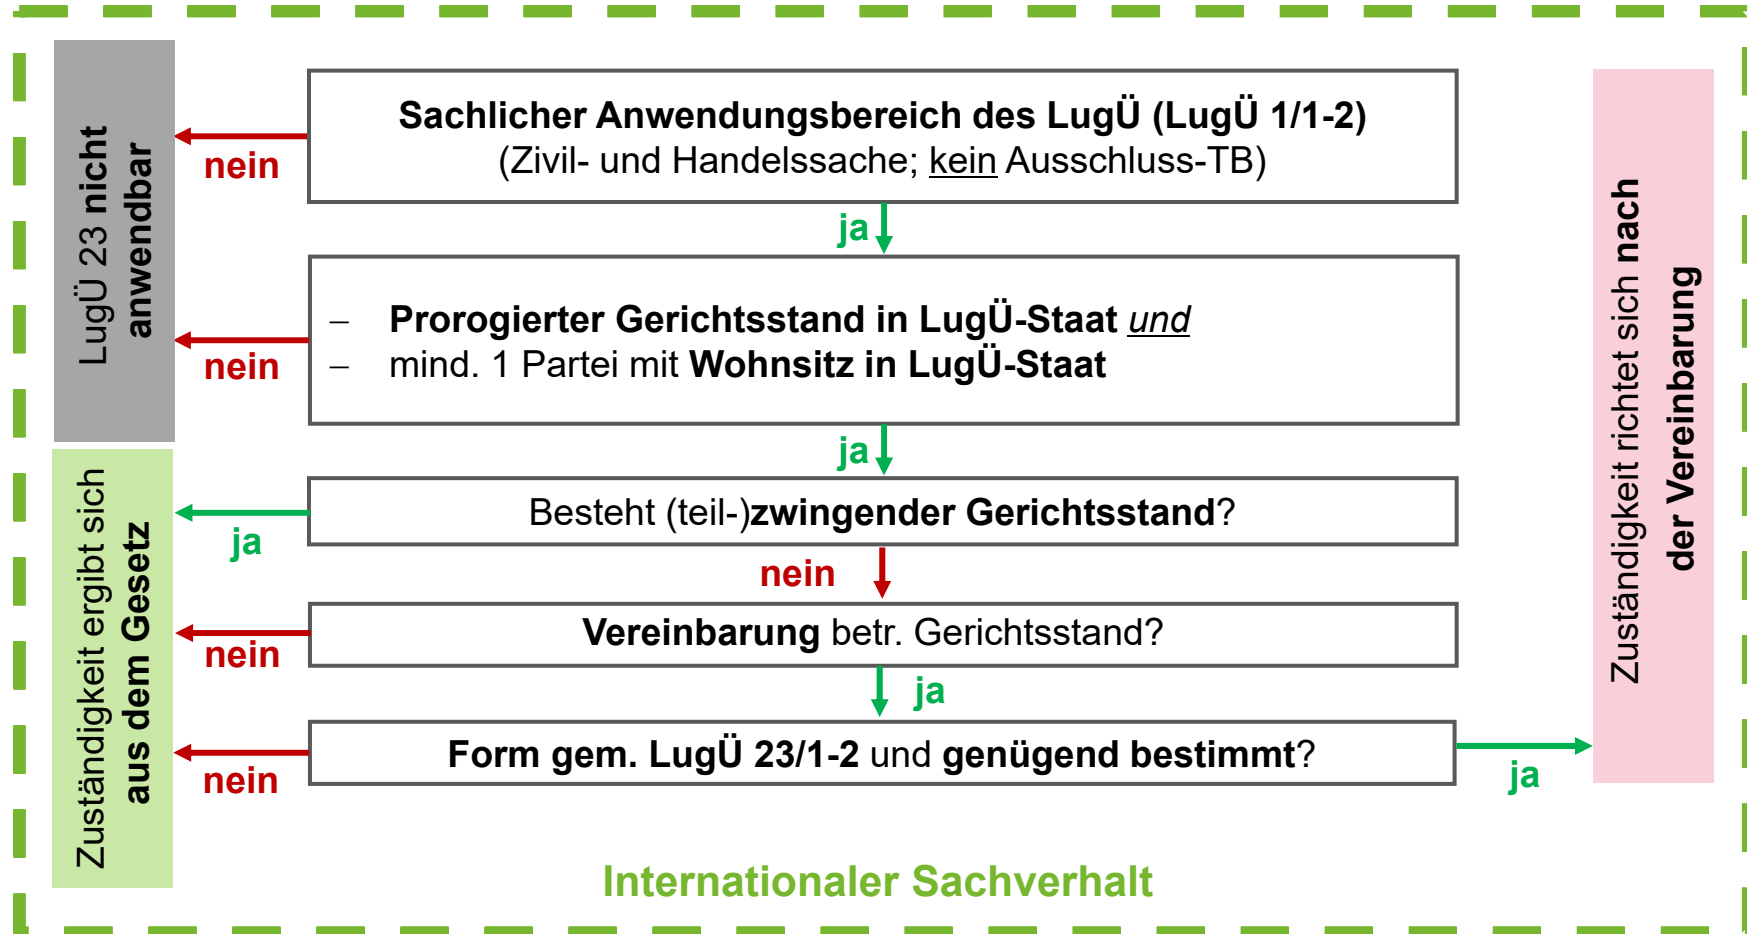 LugÜ 23 nicht
anwendbar
Sachlicher Anwendungsbereich des LugÜ (LugÜ 1/1-2)
(Zivil- und Handelssache; kein Ausschluss-TB)
nein
ja
– Prorogierter Gerichtsstand in LugÜ-Staat und
– mind. 1 Partei mit Wohnsitz in LugÜ-Staat
nein
ja
Zuständigkeit ergibt sich
aus dem Gesetz
Besteht (teil-)zwingender Gerichtsstand?
ja
nein
Vereinbarung betr. Gerichtsstand?
nein
ja
Form gem. LugÜ 23/1-2 und genügend bestimmt?
nein
ja
Zuständigkeit richtet sich nach
der Vereinbarung
Internationaler Sachverhalt